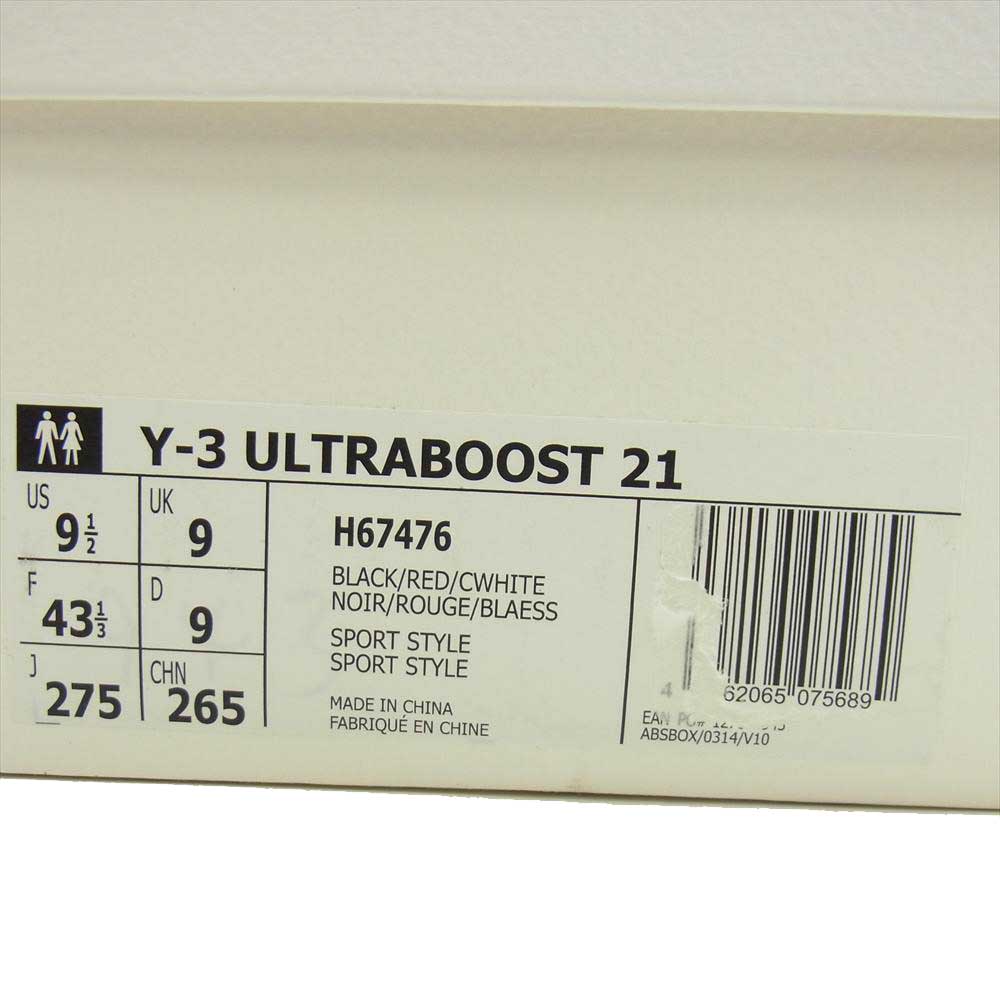 Y-3 ULTRABOOST 21
US 9 1/2
UK 9
F 43 1/3
D 9
J 275
CHN 265
H67476
BLACK/RED/CWHITE
NOIR/ROUGE/BLAESS
SPORT STYLE
SPORT STYLE
MADE IN CHINA
FABRIQUÉ EN CHINE
4 62065 075689
EAN
ABSBOX/0314/V10